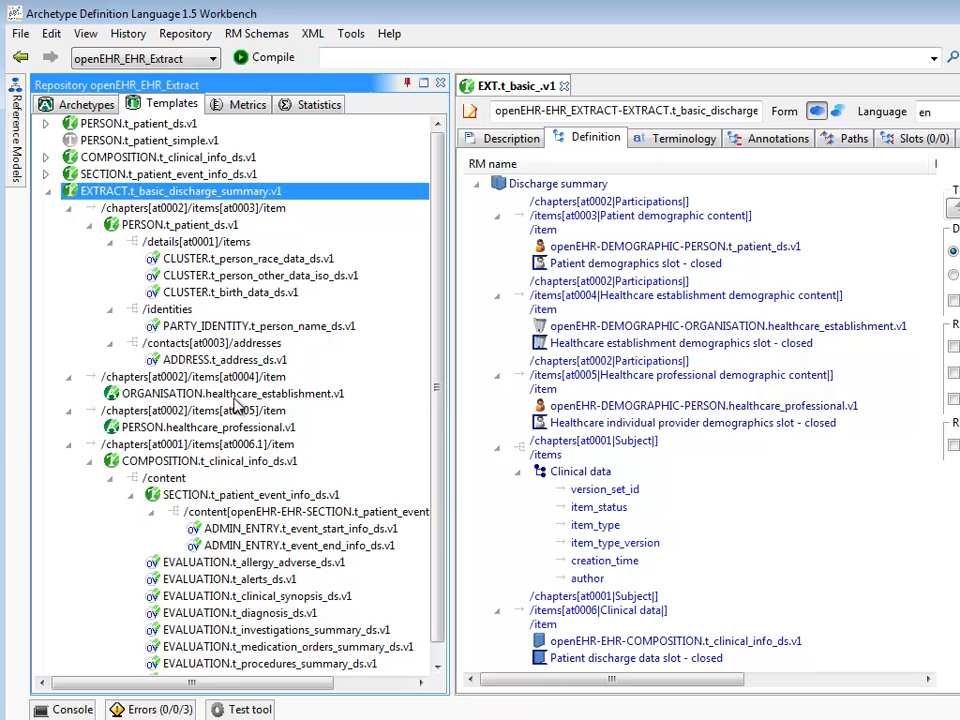 Archetype Definition Language 1.5 Workbench
File Edit View History Repository RM Schemas XML Tools Help
openEHR_EHR_Extract Compile
Reference Models
Repository openEHR_EHR_Extract
Archetypes Templates Metrics Statistics
PERSON.t_patient_ds.v1
PERSON.t_patient_simple.v1
COMPOSITION.t_clinical_info_ds.v1
SECTION.t_patient_event_info_ds.v1
EXTRACT.t_basic_discharge_summary.v1
/chapters[at0002]/items[at0003]/item
PERSON.t_patient_ds.v1
/details[at0001]/items
CLUSTER.t_person_race_data_ds.v1
CLUSTER.t_person_other_data_iso_ds.v1
CLUSTER.t_birth_data_ds.v1
/identities
PARTY_IDENTITY.t_person_name_ds.v1
/contacts[at0003]/addresses
ADDRESS.t_address_ds.v1
/chapters[at0002]/items[at0004]/item
ORGANISATION.healthcare_establishment.v1
/chapters[at0002]/items[at0005]/item
PERSON.healthcare_professional.v1
/chapters[at0001]/items[at0006.1]/item
COMPOSITION.t_clinical_info_ds.v1
/content
SECTION.t_patient_event_info_ds.v1
/content[openEHR-EHR-SECTION.t_patient_event
ADMIN_ENTRY.t_event_start_info_ds.v1
ADMIN_ENTRY.t_event_end_info_ds.v1
EVALUATION.t_allergy_adverse_ds.v1
EVALUATION.t_alerts_ds.v1
EVALUATION.t_clinical_synopsis_ds.v1
EVALUATION.t_diagnosis_ds.v1
EVALUATION.t_investigations_summary_ds.v1
EVALUATION.t_medication_orders_summary_ds.v1
EVALUATION.t_procedures_summary_ds.v1
EXT.t_basic_.v1
openEHR-EHR_EXTRACT-EXTRACT.t_basic_discharge Form Language en
Description Definition Terminology Annotations Paths Slots (0/0)
RM name
Discharge summary
/chapters[at0002|Participations|]
/items[at0003|Patient demographic content|]
/item
openEHR-DEMOGRAPHIC-PERSON.t_patient_ds.v1
Patient demographics slot - closed
/chapters[at0002|Participations|]
/items[at0004|Healthcare establishment demographic content|]
/item
openEHR-DEMOGRAPHIC-ORGANISATION.healthcare_establishment.v1
Healthcare establishment demographics slot - closed
/chapters[at0002|Participations|]
/items[at0005|Healthcare professional demographic content|]
/item
openEHR-DEMOGRAPHIC-PERSON.healthcare_professional.v1
Healthcare individual provider demographics slot - closed
/chapters[at0001|Subject|]
/items
Clinical data
version_set_id
item_status
item_type
item_type_version
creation_time
author
/chapters[at0001|Subject|]
/items[at0006|Clinical data|]
/item
openEHR-EHR-COMPOSITION.t_clinical_info_ds.v1
Patient discharge data slot - closed
Console Errors (0/0/3) Test tool